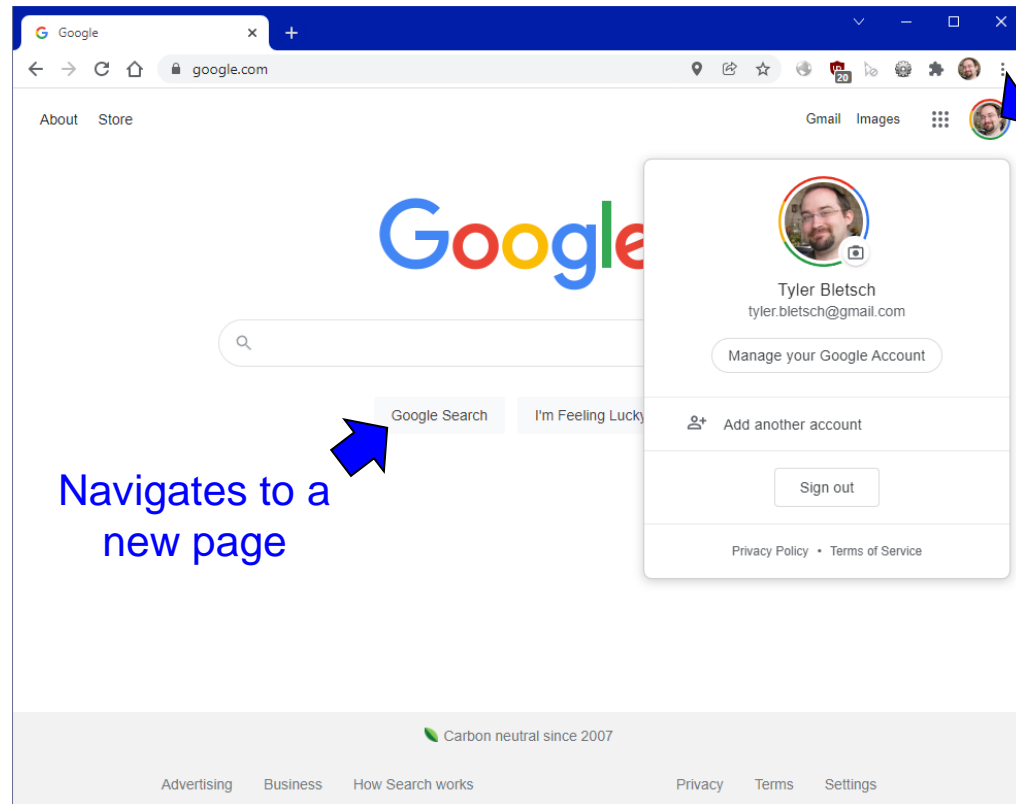 Google
google.com
20
About Store
Gmail Images
Google
Tyler Bletsch
tyler.bletsch@gmail.com
Manage your Google Account
Google Search
I'm Feeling Lucky
Add another account
Sign out
Navigates to a
new page
Privacy Policy • Terms of Service
Carbon neutral since 2007
Advertising Business How Search works
Privacy Terms Settings